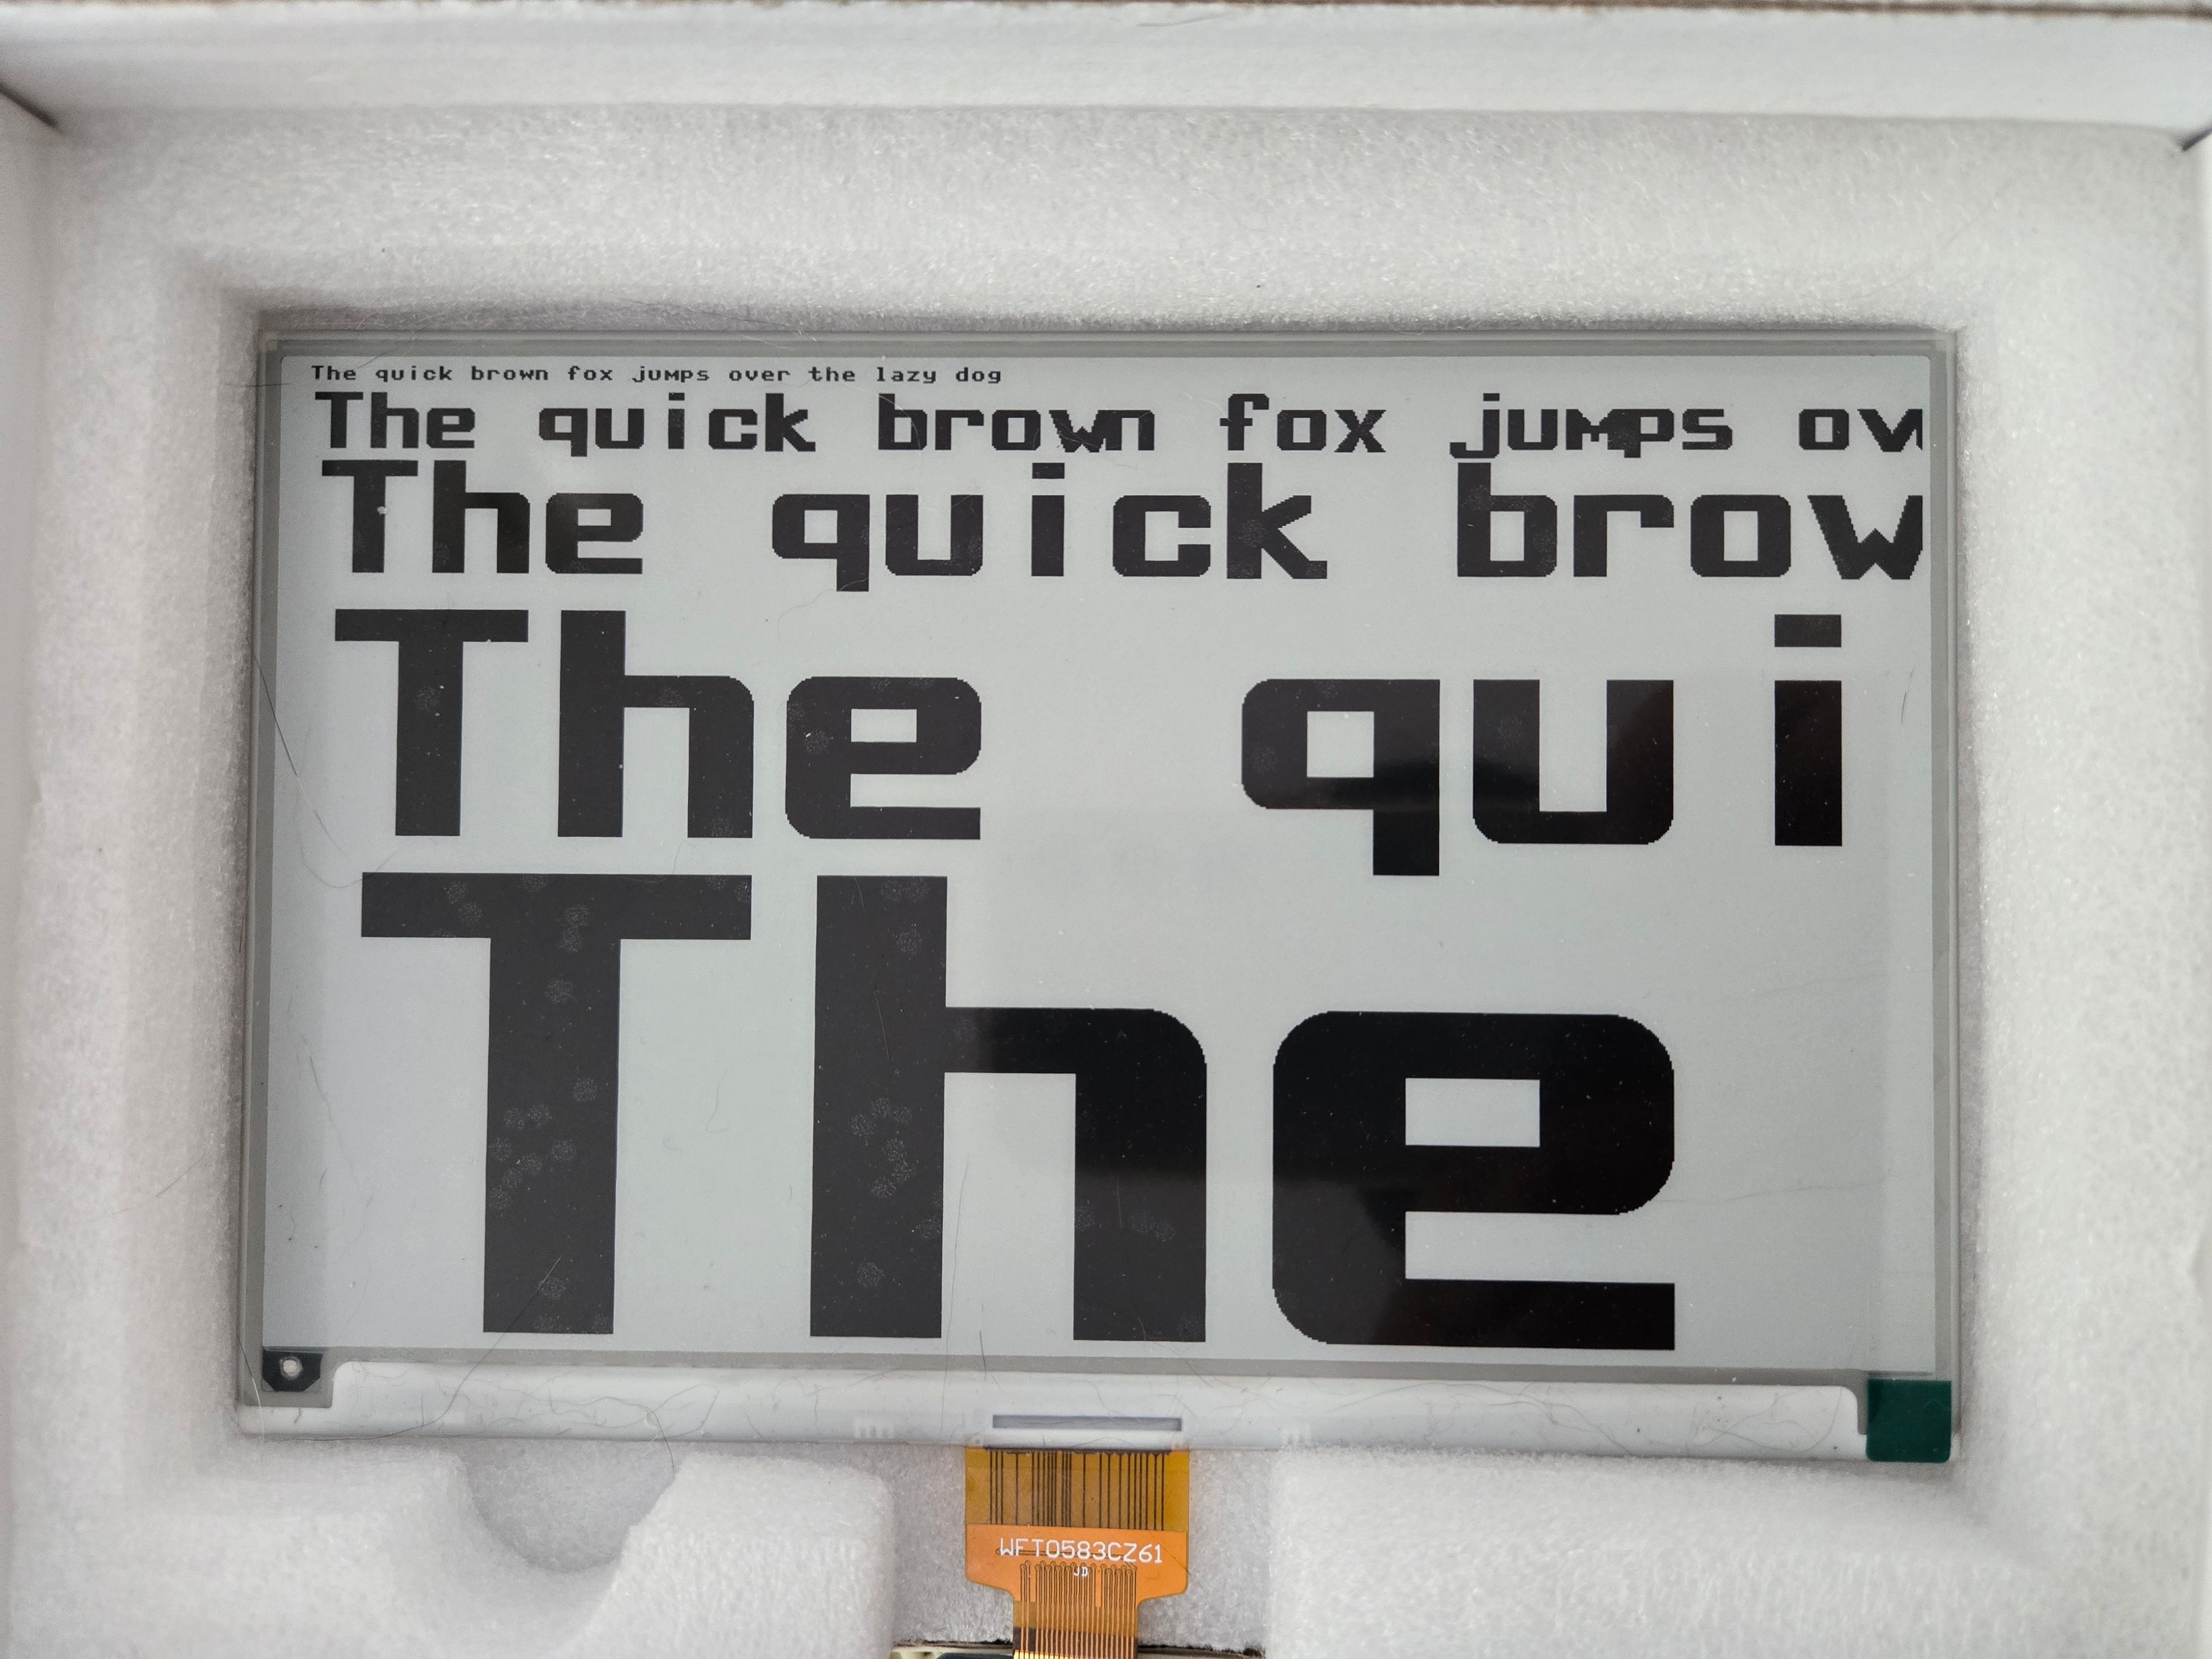 The quick brown fox jumps over the lazy dog
The quick brown fox jumps ov
The quick brow
The qui
The
WFT0583CZ61
JD